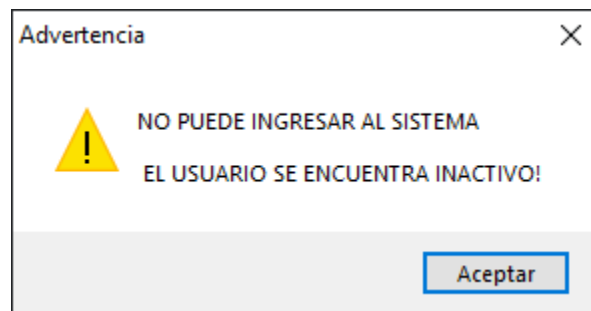 Advertencia
!
NO PUEDE INGRESAR AL SISTEMA
EL USUARIO SE ENCUENTRA INACTIVO!
Aceptar